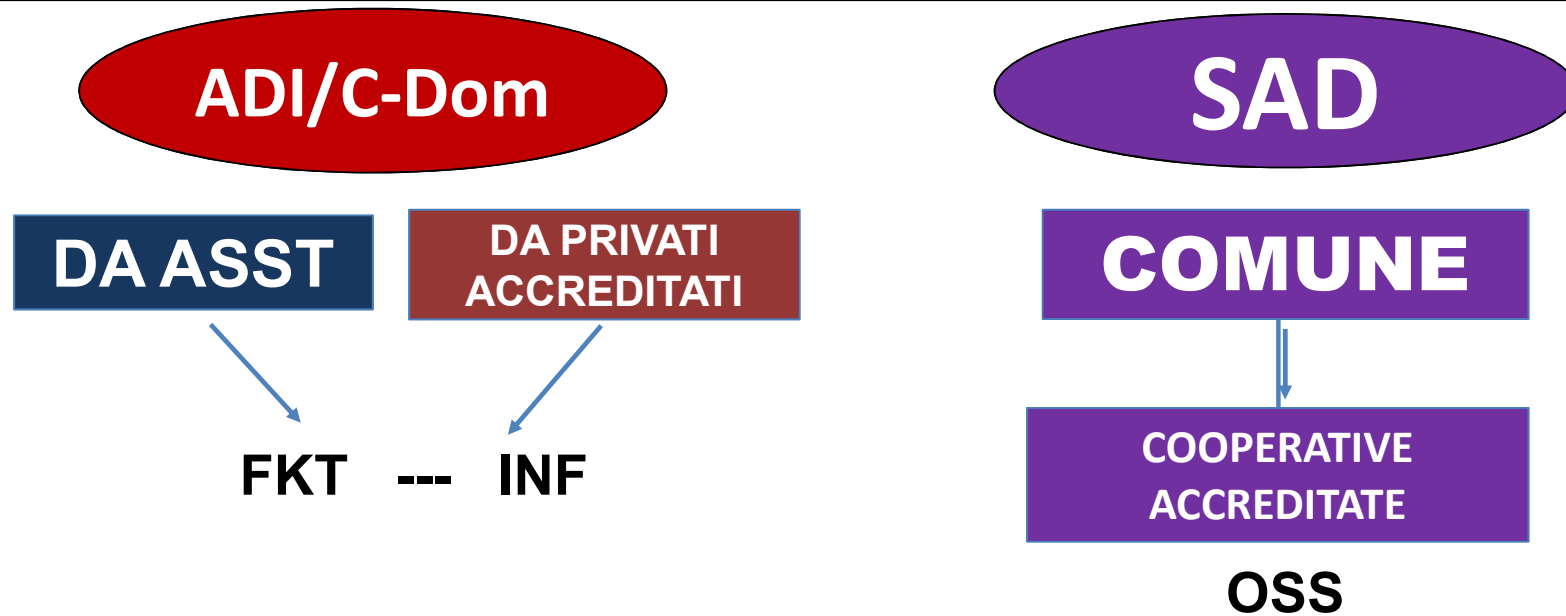 ADI/C-Dom
SAD
DA ASST
DA PRIVATI
ACCREDITATI
COMUNE
FKT --- INF
COOPERATIVE
ACCREDITATE
OSS